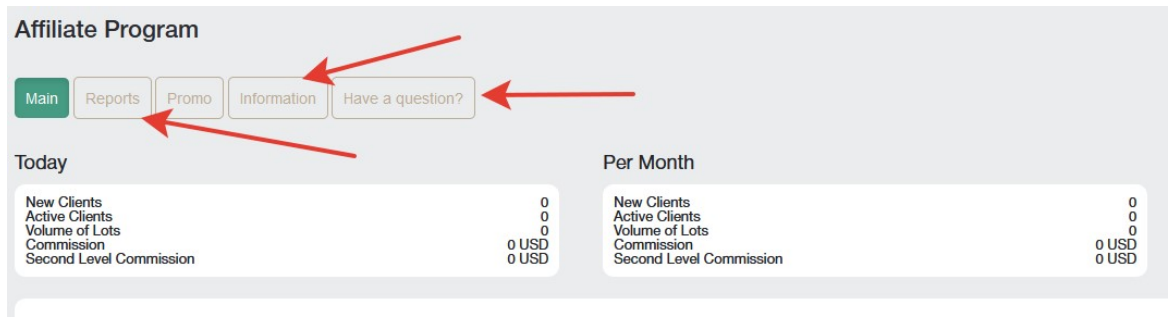 Affiliate Program
Main Reports Promo Information Have a question?
Today
New Clients 0
Active Clients 0
Volume of Lots 0
Commission 0 USD
Second Level Commission 0 USD
Per Month
New Clients 0
Active Clients 0
Volume of Lots 0
Commission 0 USD
Second Level Commission 0 USD